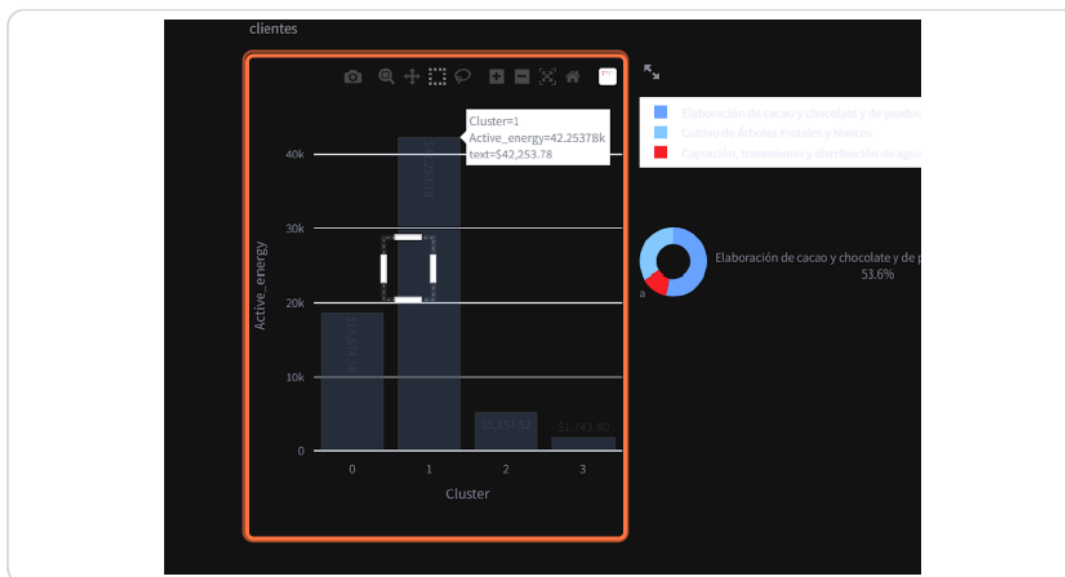 clientes
Cluster=1
Active_energy=42.25378k
text=$42,253.78
Elaboración de cacao y chocolate y de produc
Cultivo de Árboles Frutales y Nueces
Captación, tratamiento y distribución de agua
40k
30k
20k
10k
0
Active_energy
$18,674.58
$5,157.52
$1,743.80
0
1
2
3
Cluster
Elaboración de cacao y chocolate y de p
53.6%
a